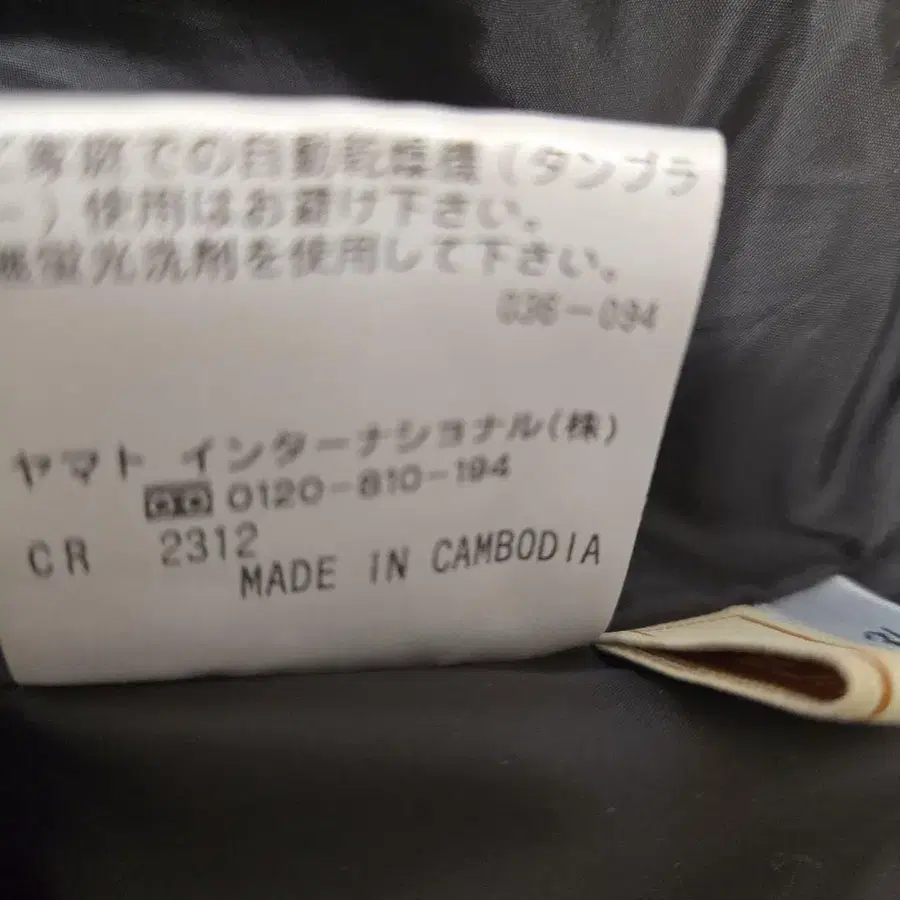 ご家庭での自動乾燥機(タンブラ
ー)使用はお避け下さい。
無蛍光洗剤を使用して下さい。
036-094
ヤマト インターナショナル(株)
0120-810-194
CR 2312
MADE IN CAMBODIA